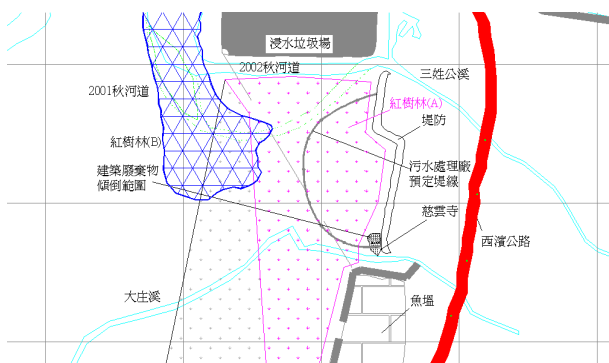 浸水垃圾場
2002秋河道
三姓公溪
2001秋河道
紅樹林(A)
堤防
紅樹林(B)
污水處理廠
預定堤線
建築廢棄物
傾倒範圍
慈雲寺
西濱公路
大庄溪
魚塭